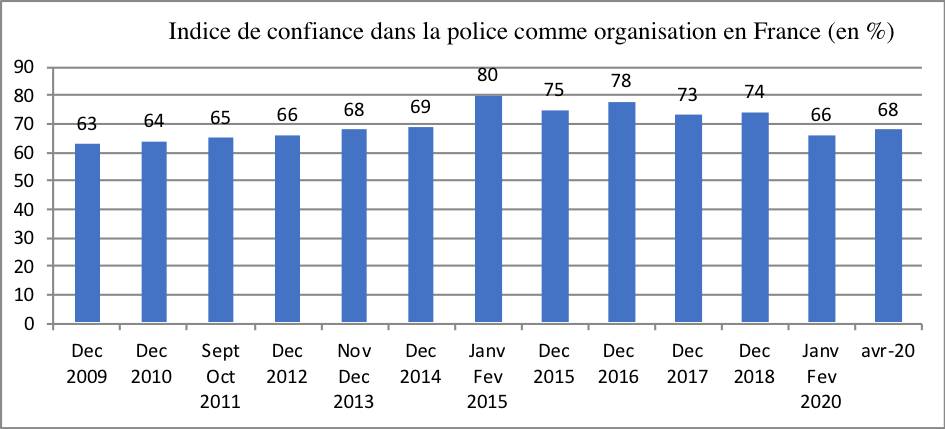 Indice de confiance dans la police comme organisation en France (en %)
90
80
70
60
50
40
30
20
10
0
63
64
65
66
68
69
80
75
78
73
74
66
68
Dec
2009
Dec
2010
Sept
Oct
2011
Dec
2012
Nov
Dec
2013
Dec
2014
Janv
Fev
2015
Dec
2015
Dec
2016
Dec
2017
Dec
2018
Janv
Fev
2020
avr-20